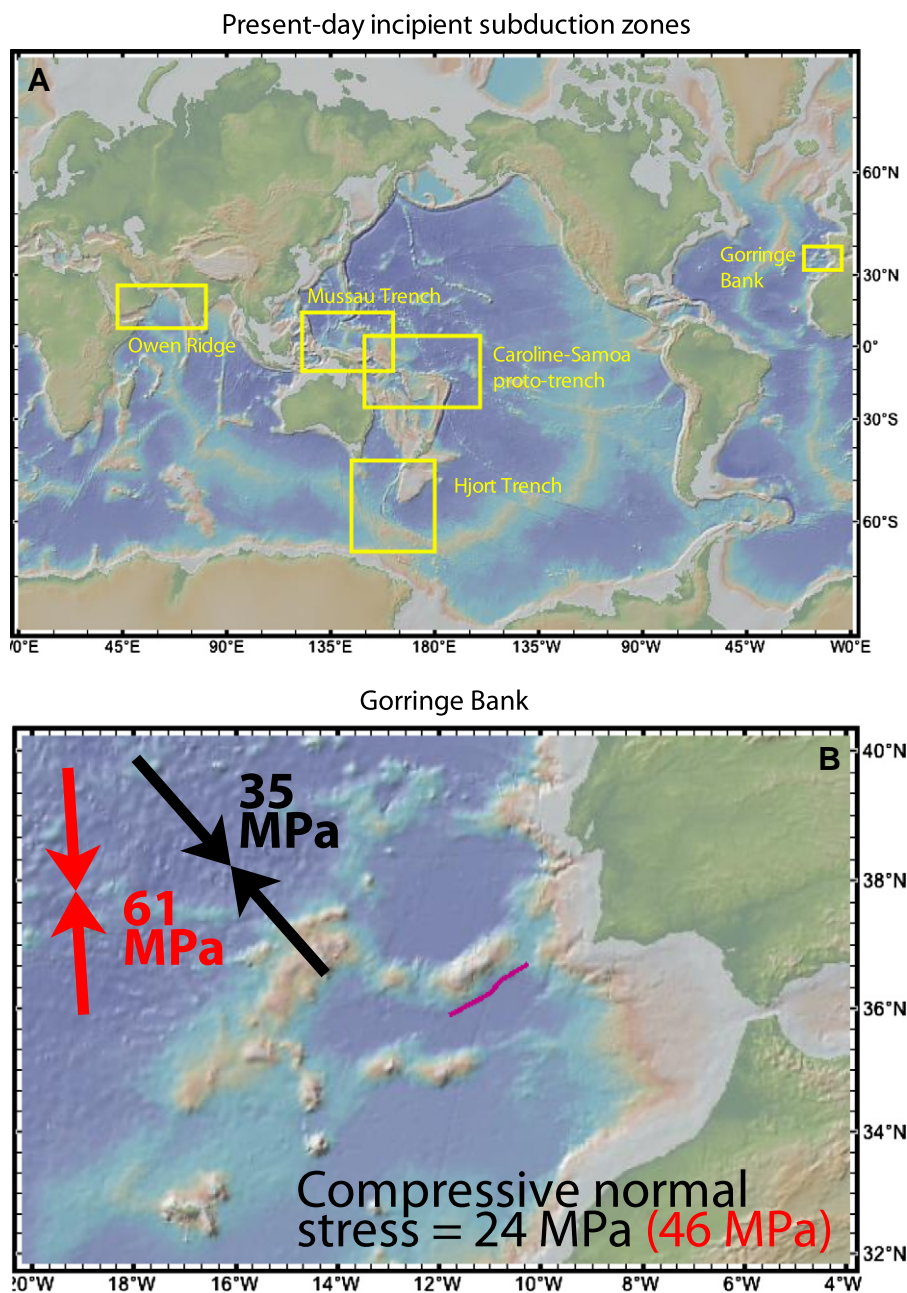 Present-day incipient subduction zones
A
60°N
Gorringe
Bank
30°N
Mussau Trench
Owen Ridge
0°
Caroline-Samoa
proto-trench
30°S
Hjort Trench
60°S
'0°E 45°E 90°E 135°E 180°E 135°W 90°W 45°W W0°E
Gorringe Bank
B
40°N
35
MPa
38°N
61
MPa
36°N
34°N
Compressive normal
stress = 24 MPa (46 MPa)
32°N
20°W 18°W 16°W 14°W 12°W 10°W 8°W 6°W 4°W